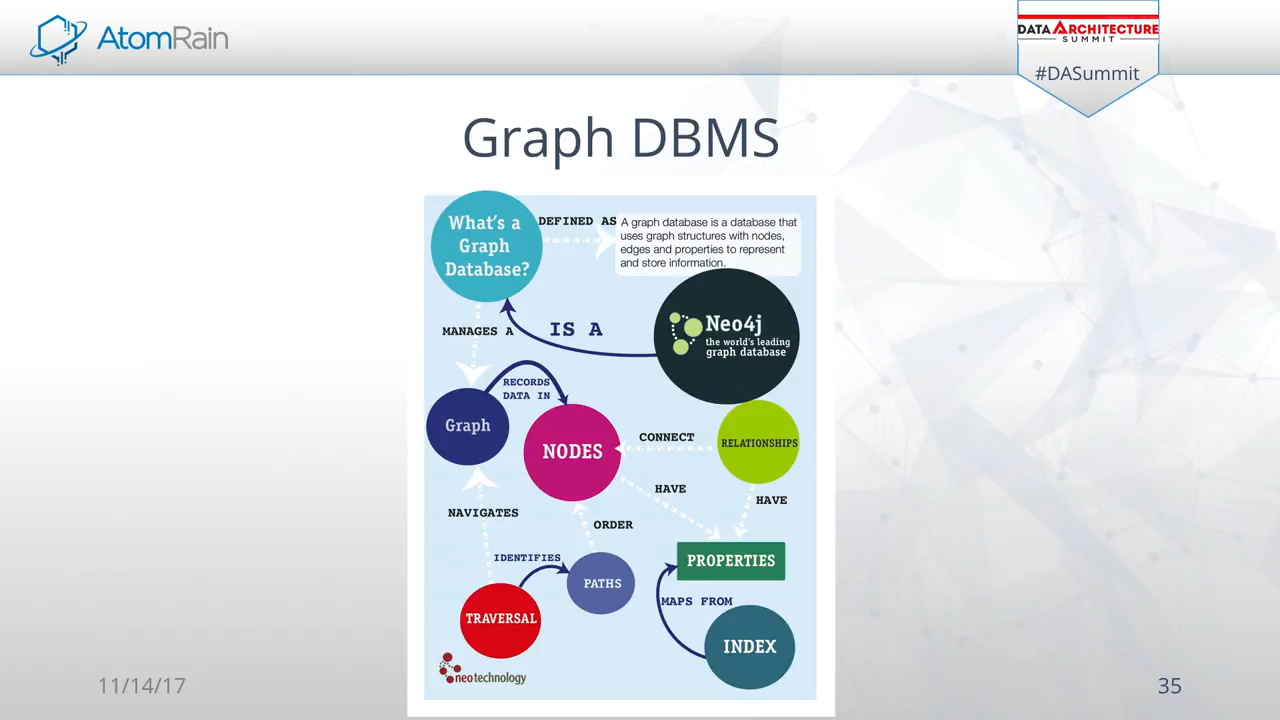 AtomRain
DATA ARCHITECTURE
SUMMIT
#DASummit
Graph DBMS
What's a
Graph
Database?
DEFINED AS
A graph database is a database that
uses graph structures with nodes,
edges and properties to represent
and store information.
MANAGES A
IS A
Neo4j
the world's leading
graph database
RECORDS
DATA IN
Graph
NODES
CONNECT
RELATIONSHIPS
HAVE
HAVE
NAVIGATES
ORDER
IDENTIFIES
PATHS
PROPERTIES
MAPS FROM
TRAVERSAL
INDEX
neotechnology
11/14/17
35